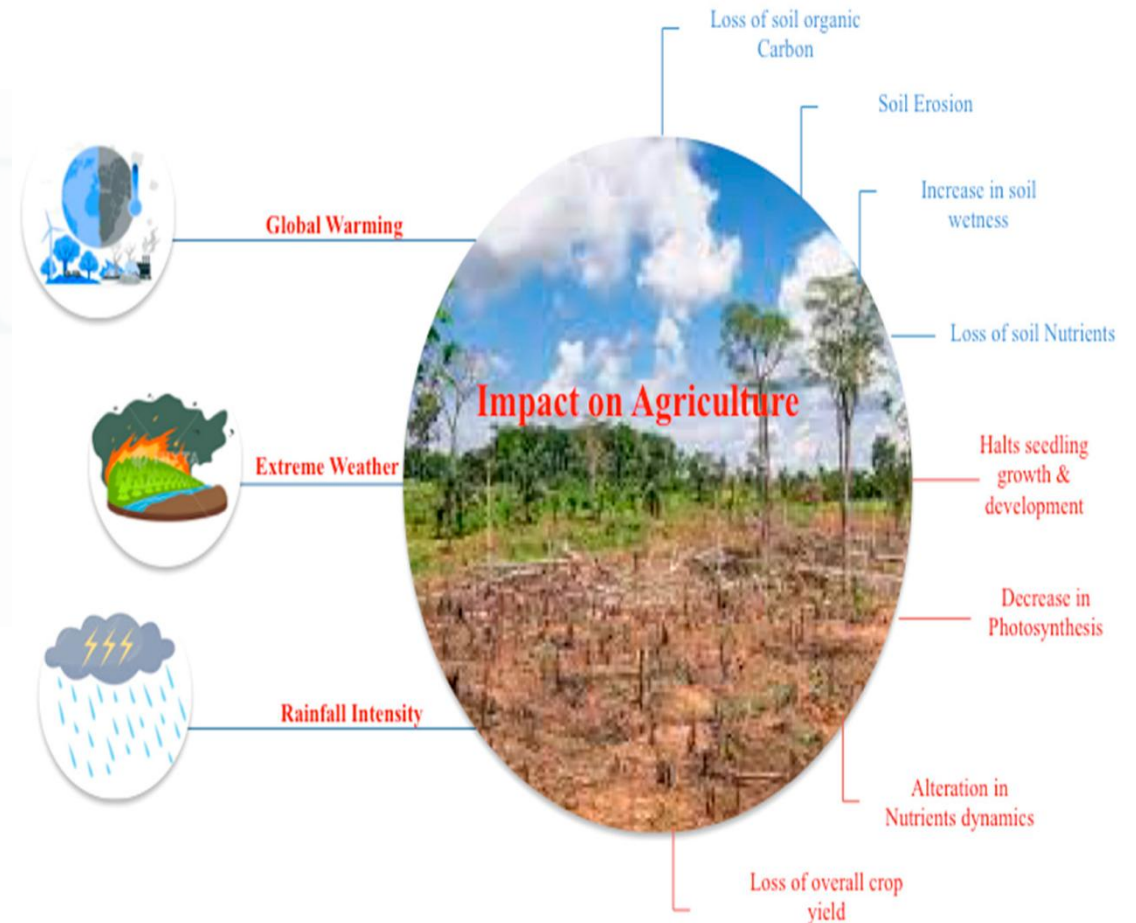 Loss of soil organic
Carbon
Soil Erosion
Increase in soil
wetness
Loss of soil Nutrients
Global Warming
Impact on Agriculture
Extreme Weather
Halts seedling
growth &
development
Decrease in
Photosynthesis
Rainfall Intensity
Alteration in
Nutrients dynamics
Loss of overall crop
yield